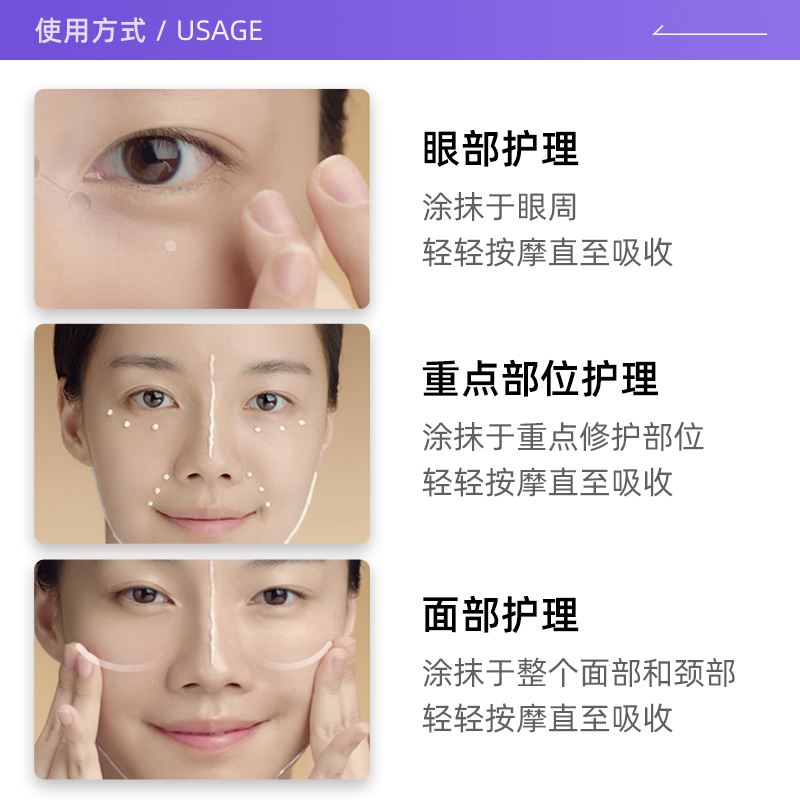 使用方式 / USAGE
眼部护理
涂抹于眼周
轻轻按摩直至吸收
重点部位护理
涂抹于重点修护部位
轻轻按摩直至吸收
面部护理
涂抹于整个面部和颈部
轻轻按摩直至吸收